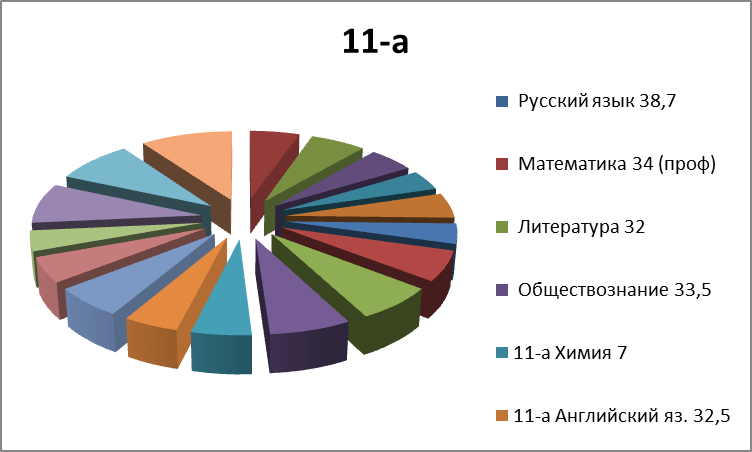 11-а
Русский язык 38,7
Математика 34 (проф)
Литература 32
Обществознание 33,5
11-а Химия 7
11-а Английский яз. 32,5